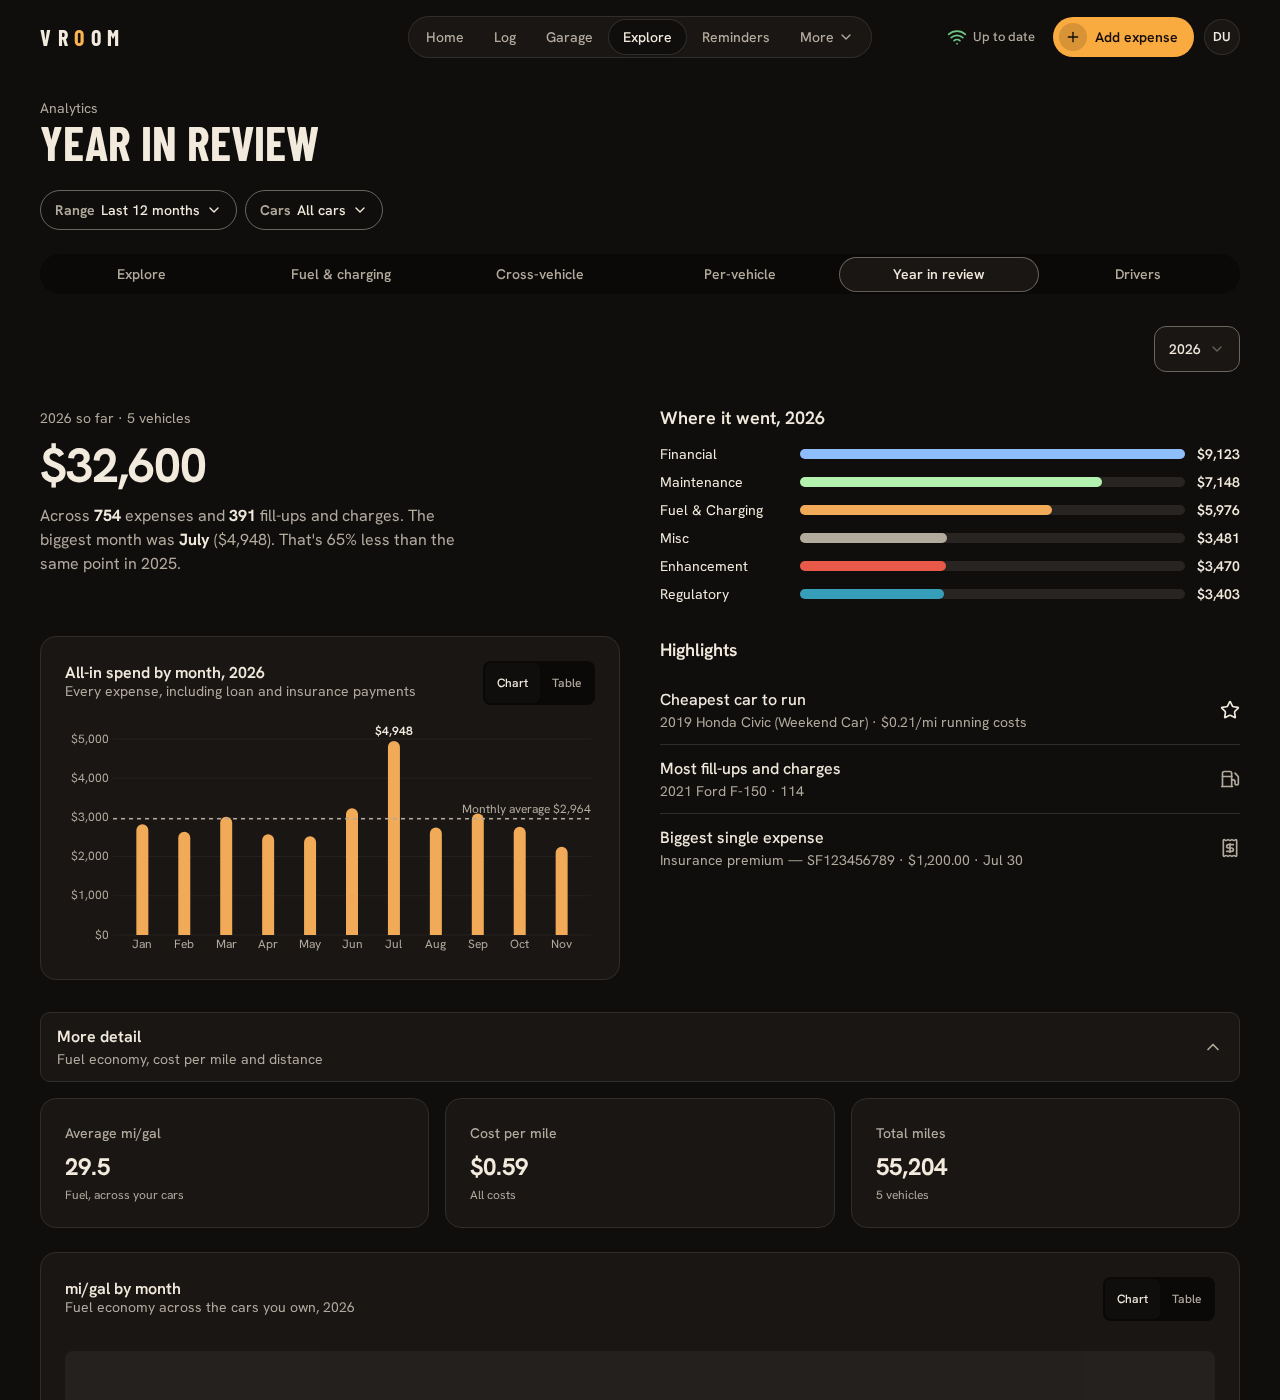 VROOM
Home
Log
Garage
Explore
Reminders
More
Up to date
Add expense
DU
Analytics
YEAR IN REVIEW
Range Last 12 months
Cars All cars
Explore
Fuel & charging
Cross-vehicle
Per-vehicle
Year in review
Drivers
2026
2026 so far · 5 vehicles
$32,600
Across 754 expenses and 391 fill-ups and charges. The
biggest month was July ($4,948). That's 65% less than the
same point in 2025.
Where it went, 2026
Financial $9,123
Maintenance $7,148
Fuel & Charging $5,976
Misc $3,481
Enhancement $3,470
Regulatory $3,403
All-in spend by month, 2026
Every expense, including loan and insurance payments
Chart
Table
$4,948
$5,000
$4,000
Monthly average $2,964
$3,000
$2,000
$1,000
$0
Jan Feb Mar Apr May Jun Jul Aug Sep Oct Nov
Highlights
Cheapest car to run
2019 Honda Civic (Weekend Car) · $0.21/mi running costs
Most fill-ups and charges
2021 Ford F-150 · 114
Biggest single expense
Insurance premium — SF123456789 · $1,200.00 · Jul 30
More detail
Fuel economy, cost per mile and distance
Average mi/gal
29.5
Fuel, across your cars
Cost per mile
$0.59
All costs
Total miles
55,204
5 vehicles
mi/gal by month
Fuel economy across the cars you own, 2026
Chart
Table